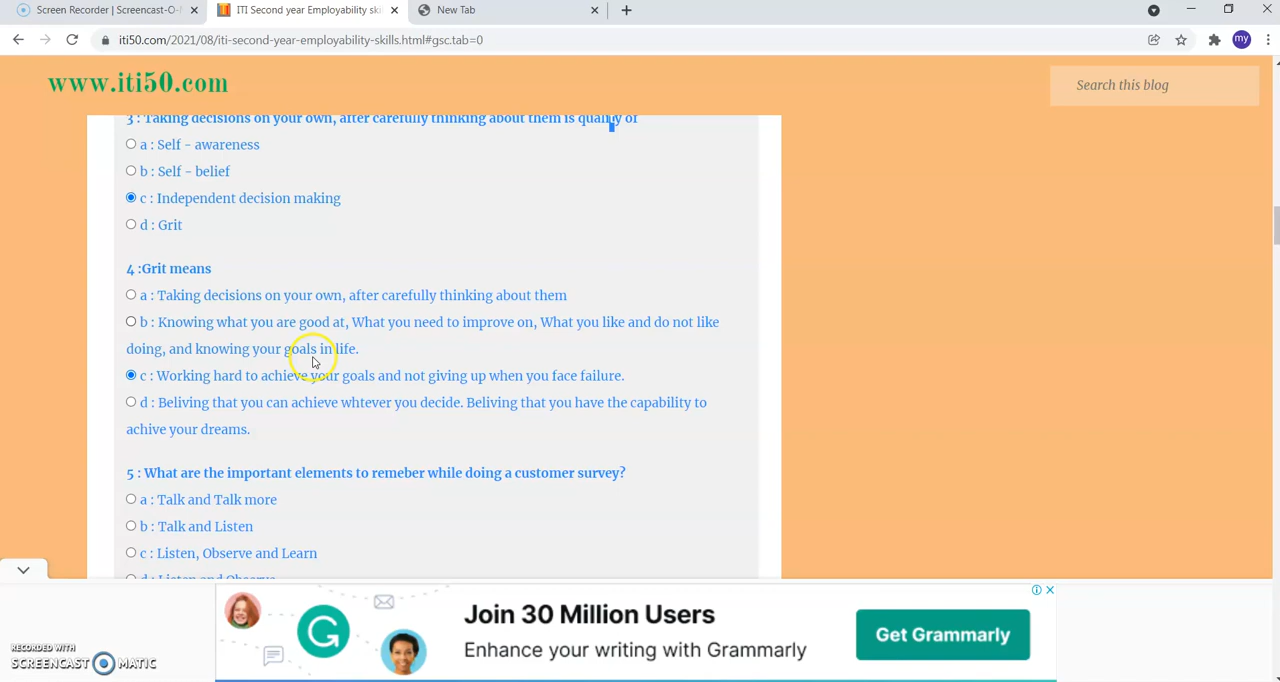 Screen Recorder | Screencast-O-
ITI Second year Employability ski
New Tab
iti50.com/2021/08/iti-second-year-employability-skills.html#gsc.tab=0
my
www.iti50.com
Search this blog
3 : Taking decisions on your own, after carefully thinking about them is quality of
a : Self - awareness
b : Self - belief
c : Independent decision making
d : Grit
4 :Grit means
a : Taking decisions on your own, after carefully thinking about them
b : Knowing what you are good at, What you need to improve on, What you like and do not like
doing, and knowing your goals in life.
c : Working hard to achieve your goals and not giving up when you face failure.
d : Beliving that you can achieve whtever you decide. Beliving that you have the capability to
achive your dreams.
5 : What are the important elements to remeber while doing a customer survey?
a : Talk and Talk more
b : Talk and Listen
c : Listen, Observe and Learn
d : Listen and Observe
Join 30 Million Users
Enhance your writing with Grammarly
Get Grammarly
RECORDED WITH
SCREENCAST MATIC